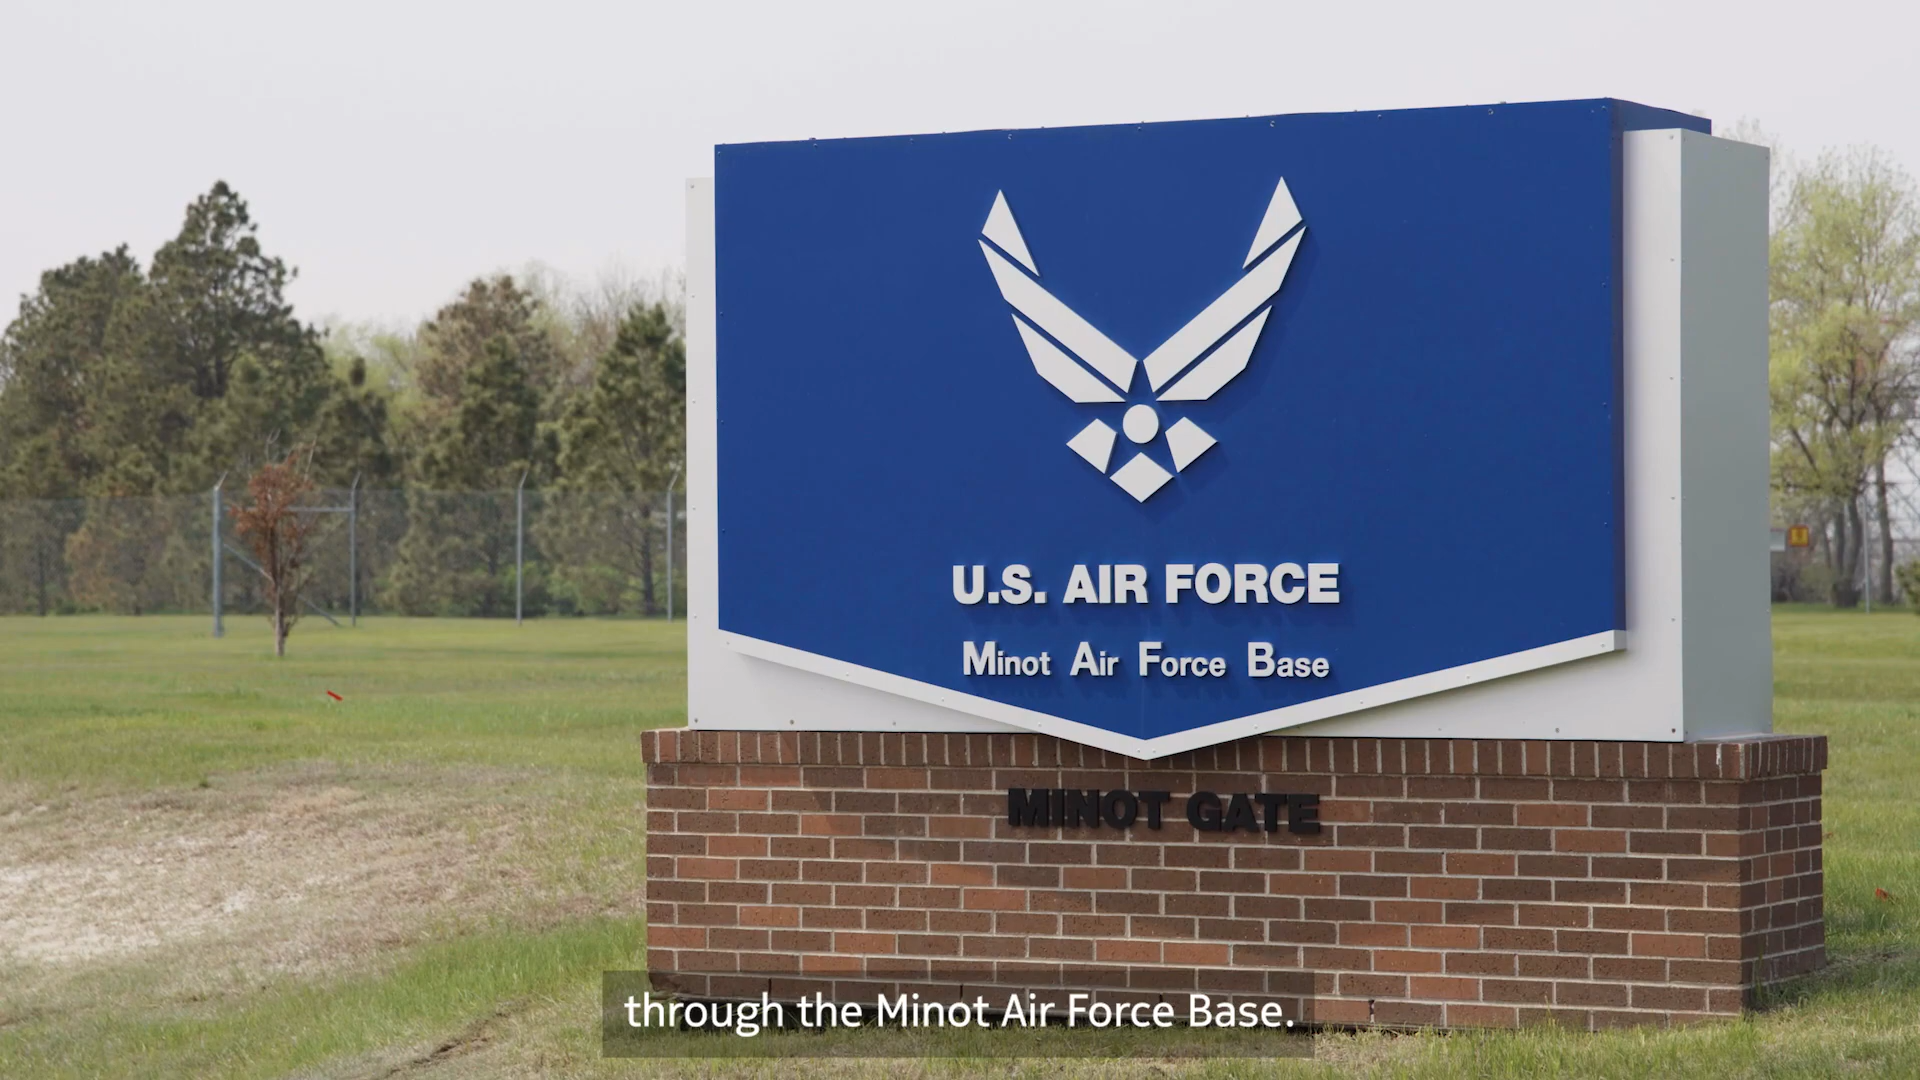 U.S. AIR FORCE
Minot Air Force Base
MINOT GATE
through the Minot Air Force Base.